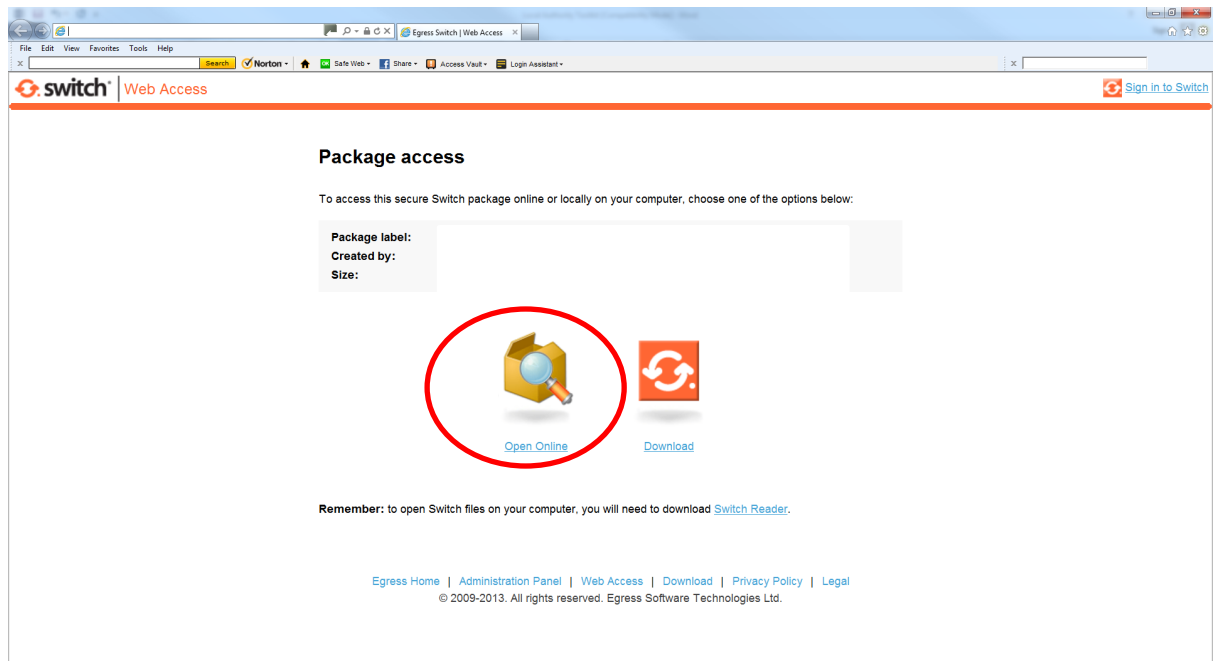 Egress Switch | Web Access
File Edit View Favorites Tools Help
Search Norton Safe Web Share Access Vault Login Assistant
switch Web Access
Sign in to Switch
Package access
To access this secure Switch package online or locally on your computer, choose one of the options below:
Package label:
Created by:
Size:
Open Online Download
Remember: to open Switch files on your computer, you will need to download Switch Reader.
Egress Home | Administration Panel | Web Access | Download | Privacy Policy | Legal
© 2009-2013. All rights reserved. Egress Software Technologies Ltd.